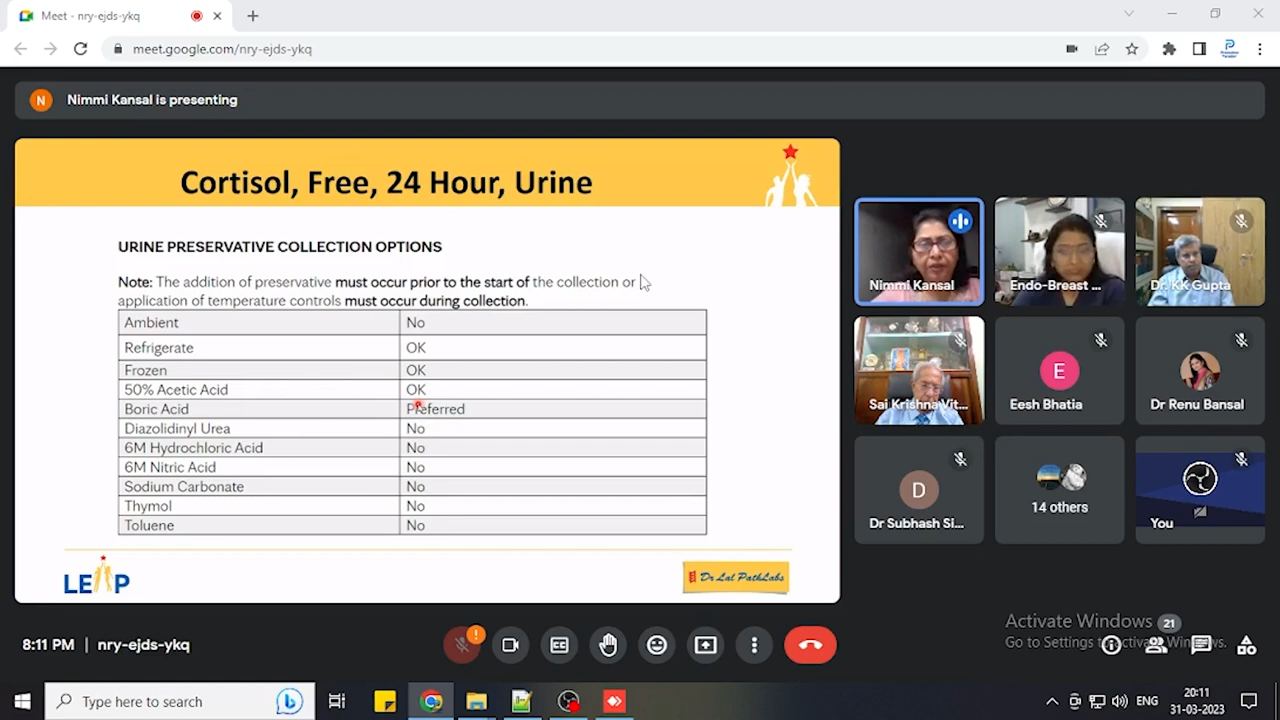 Meet - nry-ejds-ykq
meet.google.com/nry-ejds-ykq
N
Nimmi Kansal is presenting
Cortisol, Free, 24 Hour, Urine
URINE PRESERVATIVE COLLECTION OPTIONS
Note: The addition of preservative must occur prior to the start of the collection or
application of temperature controls must occur during collection.
Ambient No
Refrigerate OK
Frozen OK
50% Acetic Acid OK
Boric Acid Preferred
Diazolidinyl Urea No
6M Hydrochloric Acid No
6M Nitric Acid No
Sodium Carbonate No
Thymol No
Toluene No
LEAP
Dr Lal PathLabs
Nimmi Kansal
Endo-Breast ...
Dr. KK Gupta
Sai Krishna Vit...
E
Eesh Bhatia
Dr Renu Bansal
D
Dr Subhash Si...
14 others
You
Activate Windows
Go to Settings to Activate Windows.
21
8:11 PM | nry-ejds-ykq
CC
Type here to search
ENG
20:11
31-03-2023